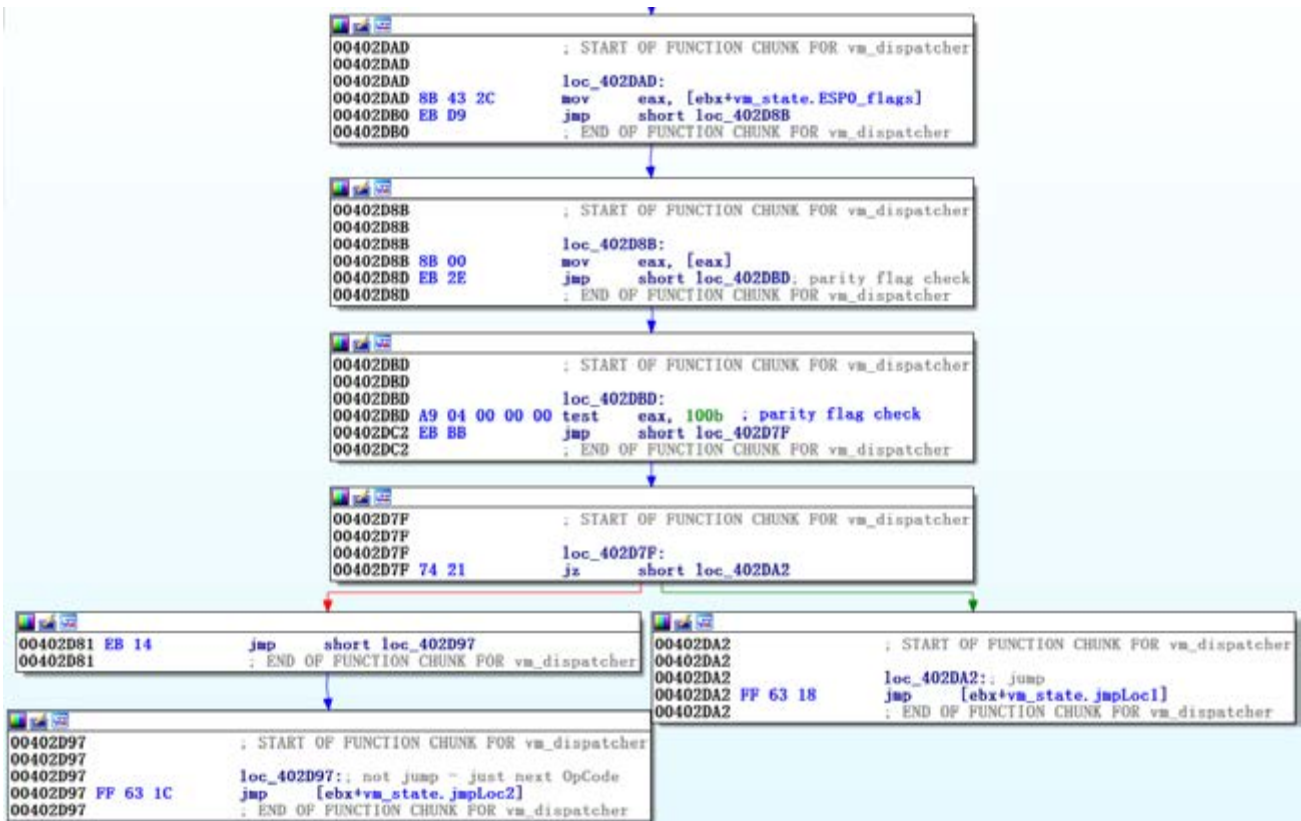 00402DAD ; START OF FUNCTION CHUNK FOR vm_dispatcher
00402DAD
00402DAD loc_402DAD:
00402DAD 8B 43 2C mov eax, [ebx+vm_state.ESP0_flags]
00402DB0 EB D9 jmp short loc_402D8B
00402DB0 ; END OF FUNCTION CHUNK FOR vm_dispatcher
00402D8B ; START OF FUNCTION CHUNK FOR vm_dispatcher
00402D8B
00402D8B loc_402D8B:
00402D8B 8B 00 mov eax, [eax]
00402D8D EB 2E jmp short loc_402DBD; parity flag check
00402D8D ; END OF FUNCTION CHUNK FOR vm_dispatcher
00402DBD ; START OF FUNCTION CHUNK FOR vm_dispatcher
00402DBD
00402DBD loc_402DBD:
00402DBD A9 04 00 00 00 test eax, 100b ; parity flag check
00402DC2 EB BB jmp short loc_402D7F
00402DC2 ; END OF FUNCTION CHUNK FOR vm_dispatcher
00402D7F ; START OF FUNCTION CHUNK FOR vm_dispatcher
00402D7F
00402D7F loc_402D7F:
00402D7F 74 21 jz short loc_402DA2
00402D81 EB 14 jmp short loc_402D97
00402D81 ; END OF FUNCTION CHUNK FOR vm_dispatcher
00402DA2 ; START OF FUNCTION CHUNK FOR vm_dispatcher
00402DA2
00402DA2 loc_402DA2:; jump
00402DA2 FF 63 18 jmp [ebx+vm_state.jmpLoc1]
00402DA2 ; END OF FUNCTION CHUNK FOR vm_dispatcher
00402D97 ; START OF FUNCTION CHUNK FOR vm_dispatcher
00402D97
00402D97 loc_402D97:; not jump - just next OpCode
00402D97 FF 63 1C jmp [ebx+vm_state.jmpLoc2]
00402D97 ; END OF FUNCTION CHUNK FOR vm_dispatcher